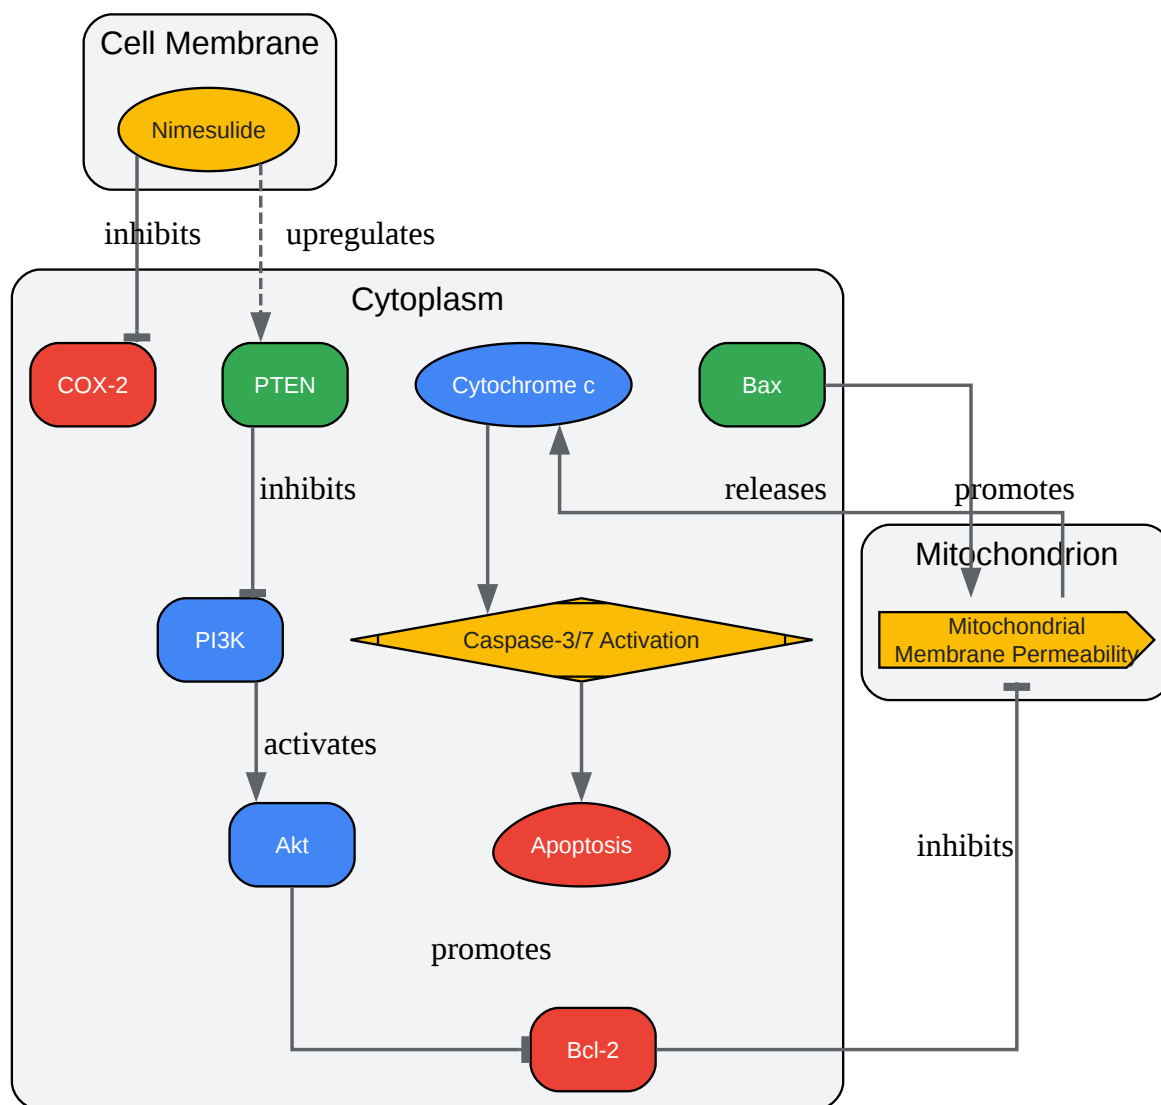 Cell Membrane
Nimesulide
inhibits
upregulates
Cytoplasm
COX-2
PTEN
Cytochrome c
Bax
inhibits
releases
promotes
Mitochondrion
PI3K
Caspase-3/7 Activation
Mitochondrial
Membrane Permeability
activates
Akt
Apoptosis
inhibits
promotes
Bcl-2